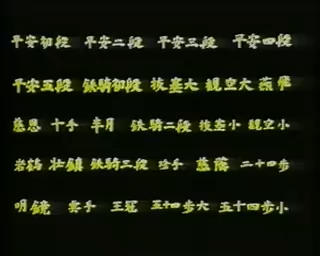 平安初段 平安二段 平安三段 平安四段
平安五段 鉄騎初段 抜塞大 観空大 燕飛
慈恩 十手 半月 鉄騎二段 抜塞小 観空小
岩鶴 壮鎮 鉄騎三段 珍手 慈蔭 二十四歩
明鏡 雲手 王冠 五十四歩大 五十四歩小